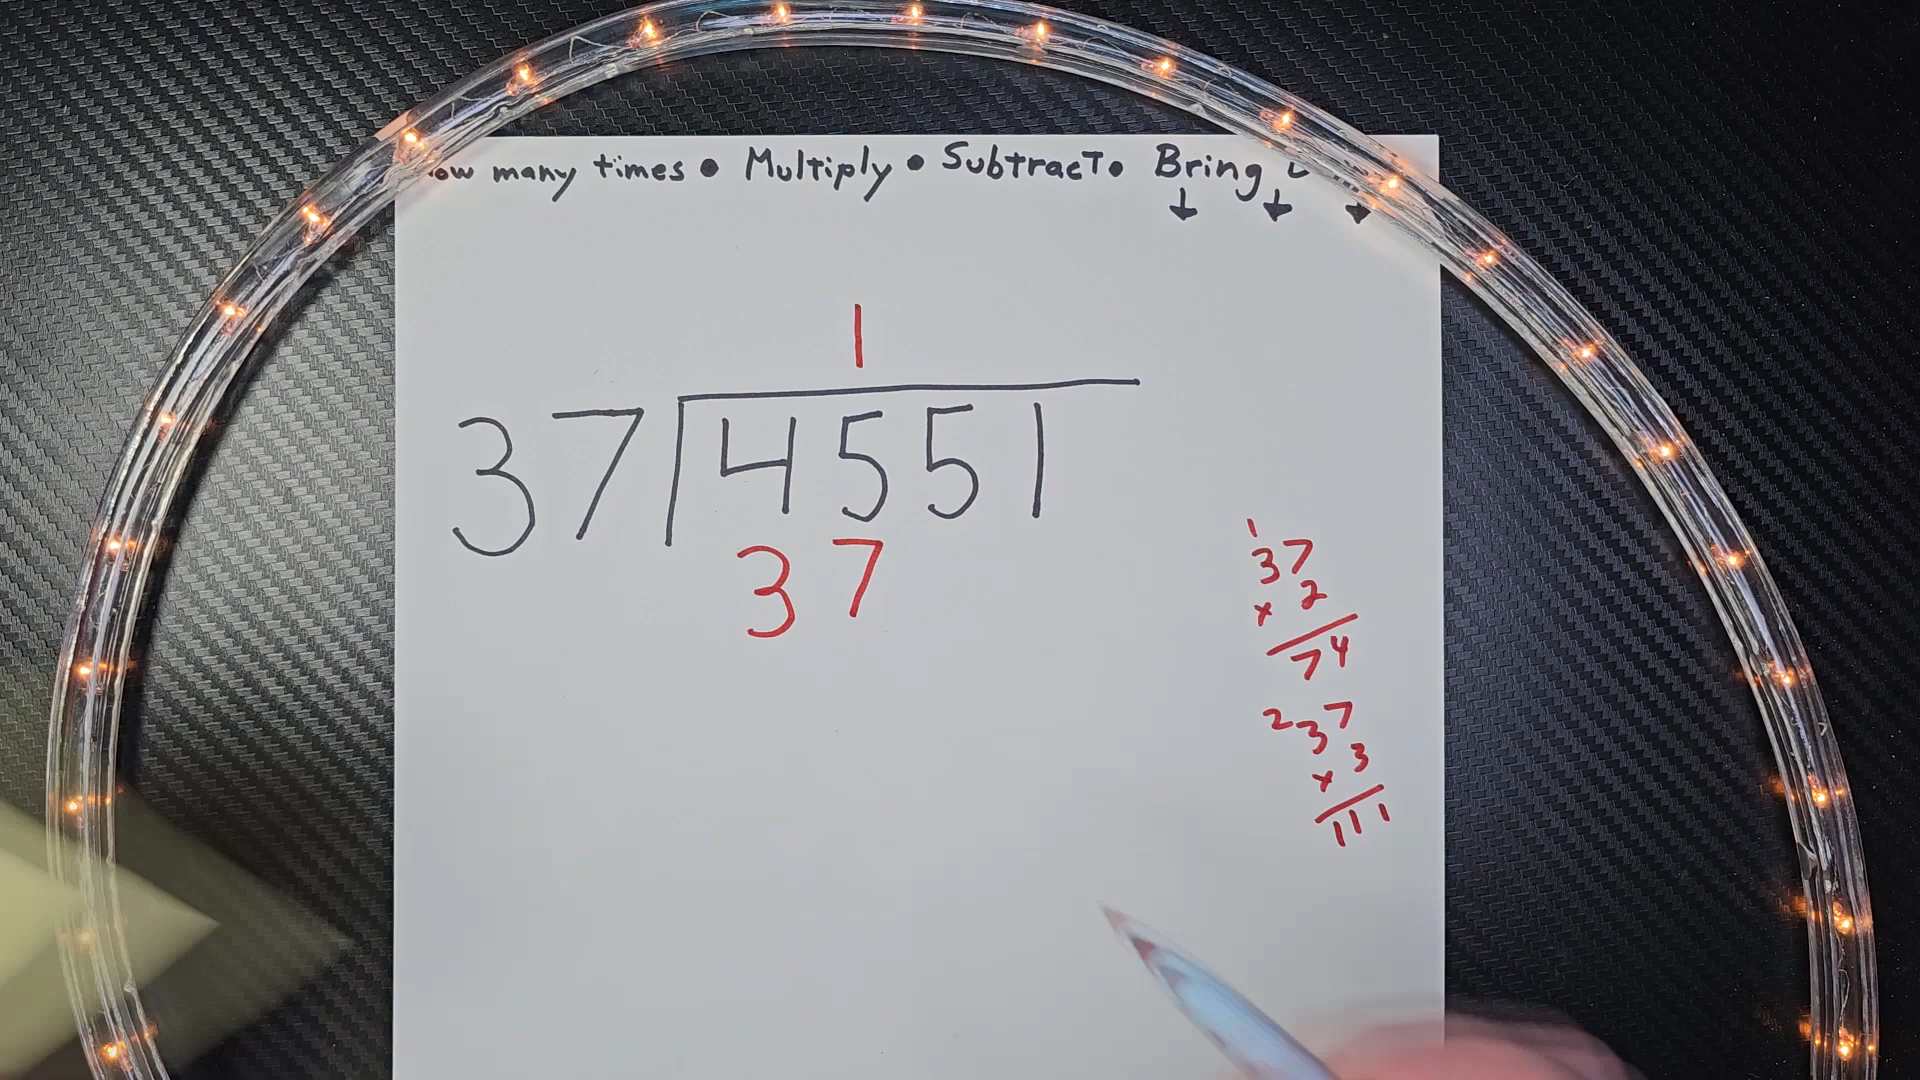 ow many times • Multiply • Subtract • Bring
↓ ↓ ↓
1
37 4551
37
1
37
x 2
74
2 37
x 3
111